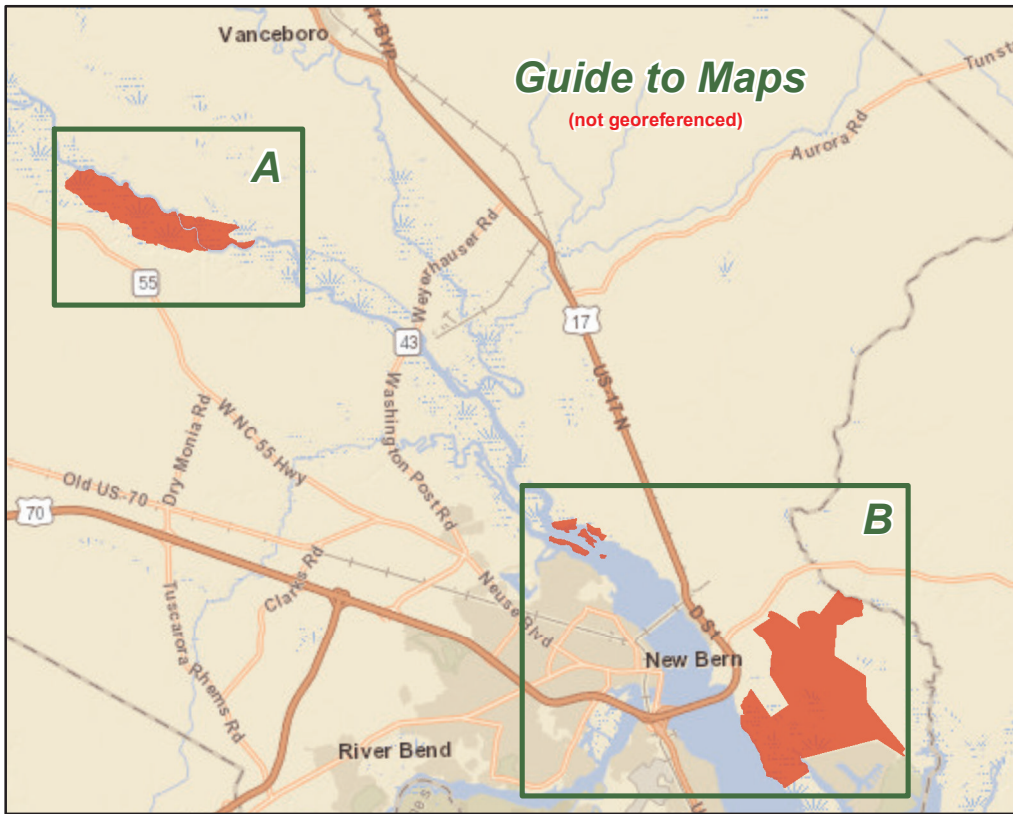 Vanceboro
Guide to Maps
(not georeferenced)
Aurora Rd
A
55
Weyerhauser Rd
43
17
US-17 N
Washington Post Rd
Dry Monia Rd
W NC 55 Hwy
Old US-70
70
B
Clarks Rd
Neuse Blvd
D St
Tuscarora Rhems Rd
New Bern
River Bend